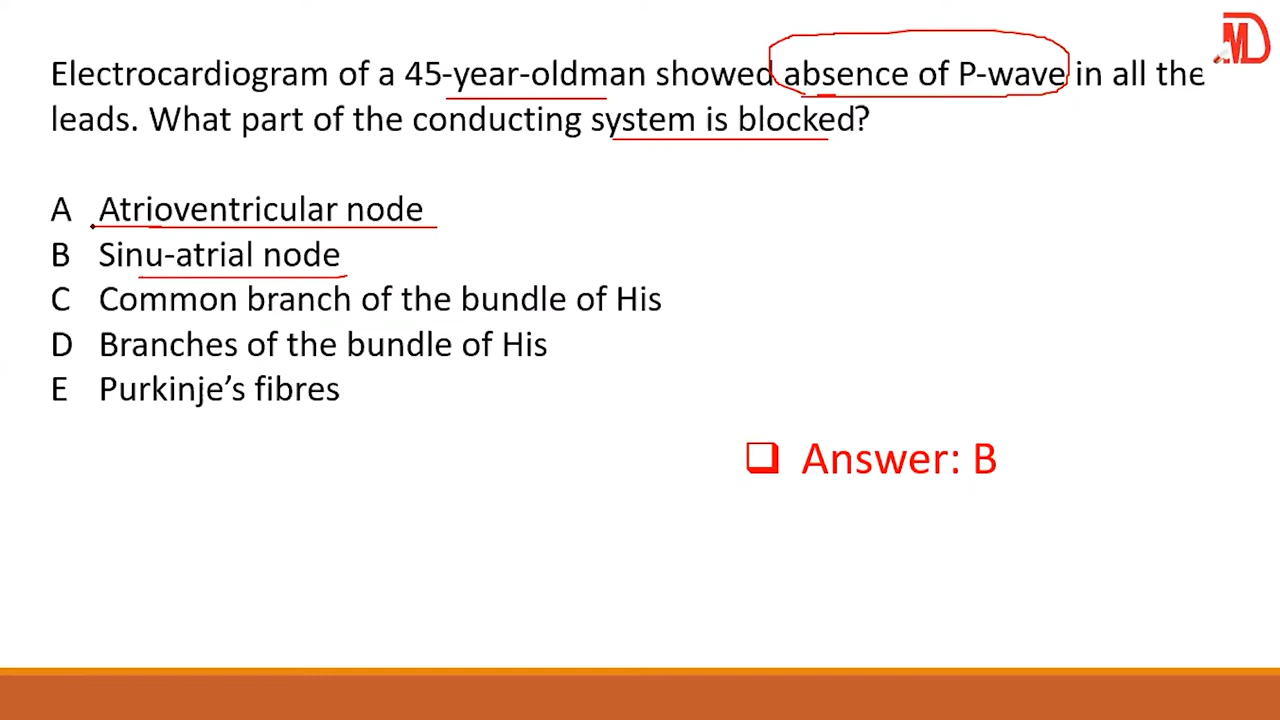 MD
Electrocardiogram of a 45-year-oldman showed absence of P-wave in all the
leads. What part of the conducting system is blocked?
A Atrioventricular node
B Sinu-atrial node
C Common branch of the bundle of His
D Branches of the bundle of His
E Purkinje’s fibres
❑ Answer: B